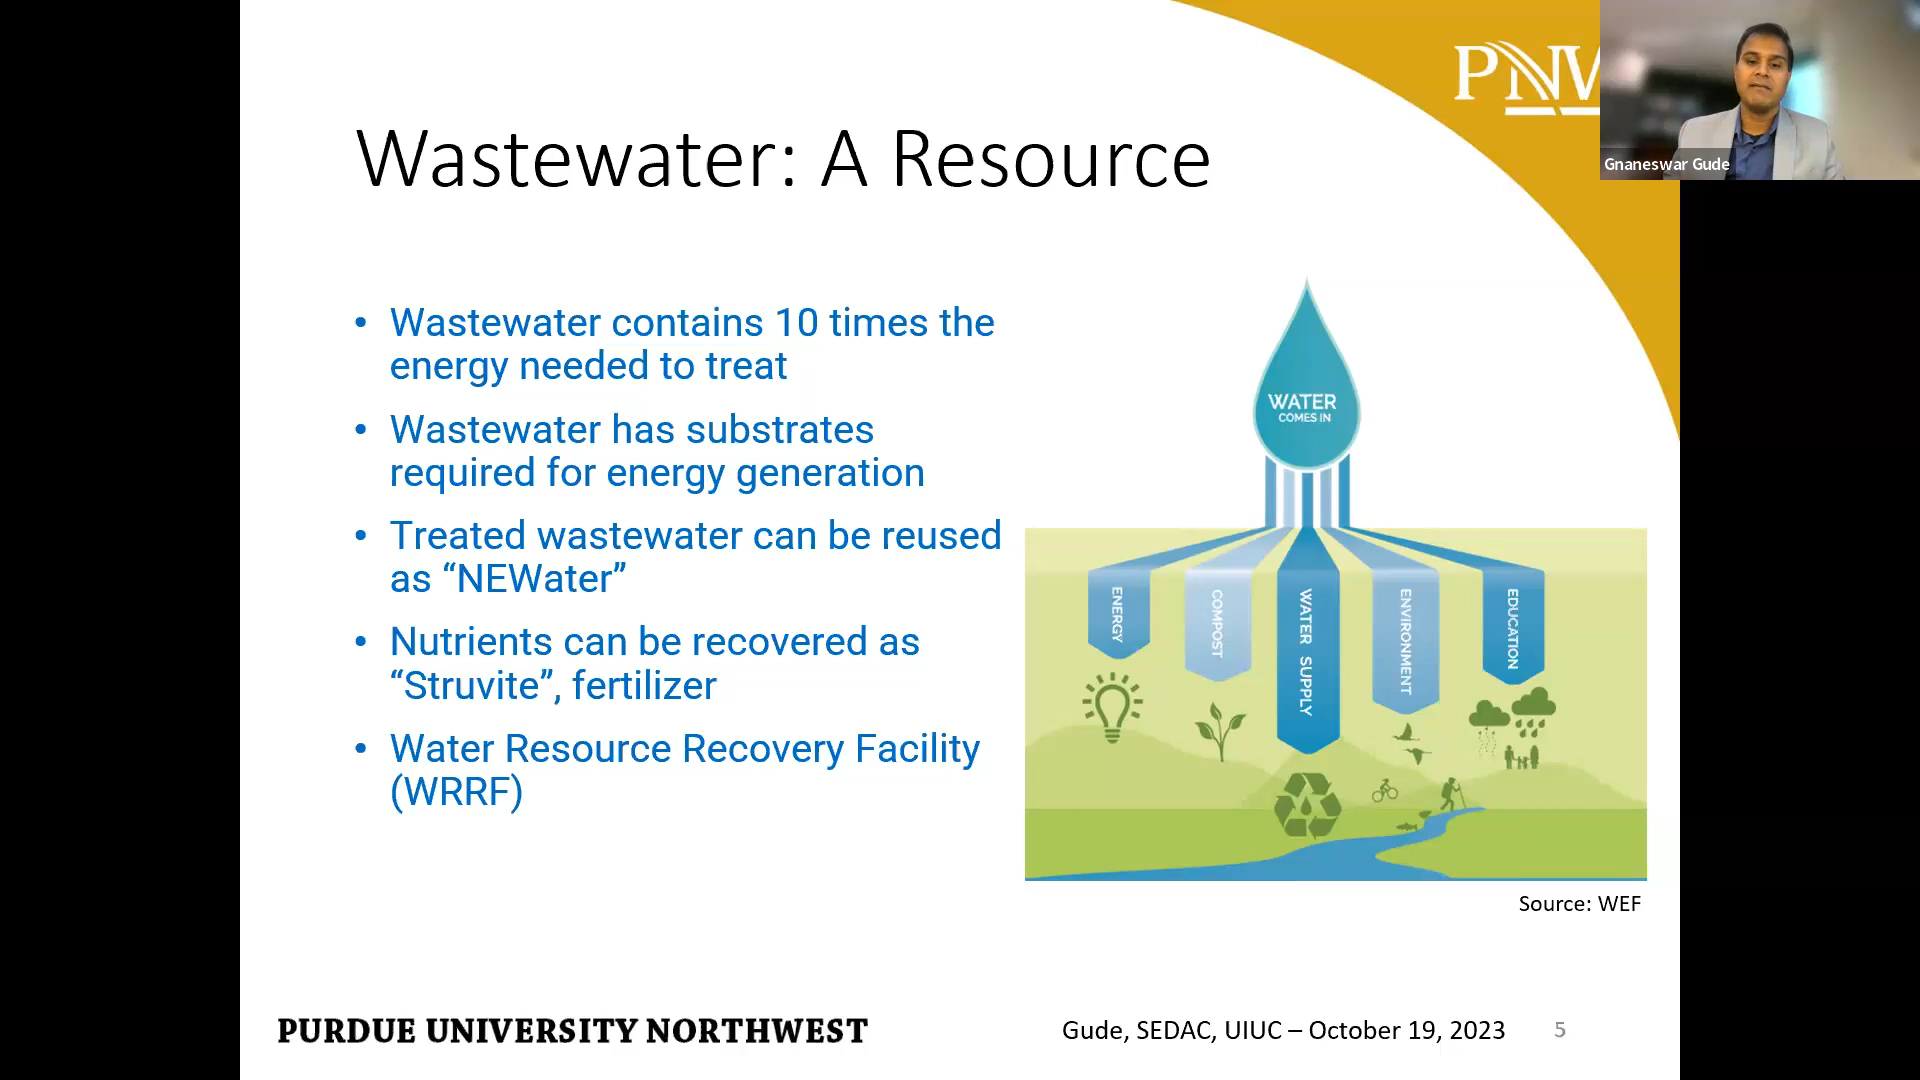 PNW
Gnaneswar Gude
Wastewater: A Resource
• Wastewater contains 10 times the
energy needed to treat
• Wastewater has substrates
required for energy generation
• Treated wastewater can be reused
as “NEWater”
• Nutrients can be recovered as
“Struvite”, fertilizer
• Water Resource Recovery Facility
(WRRF)
WATER
COMES IN
ENERGY
COMPOST
WATER SUPPLY
ENVIRONMENT
EDUCATION
Source: WEF
PURDUE UNIVERSITY NORTHWEST
Gude, SEDAC, UIUC – October 19, 2023
5